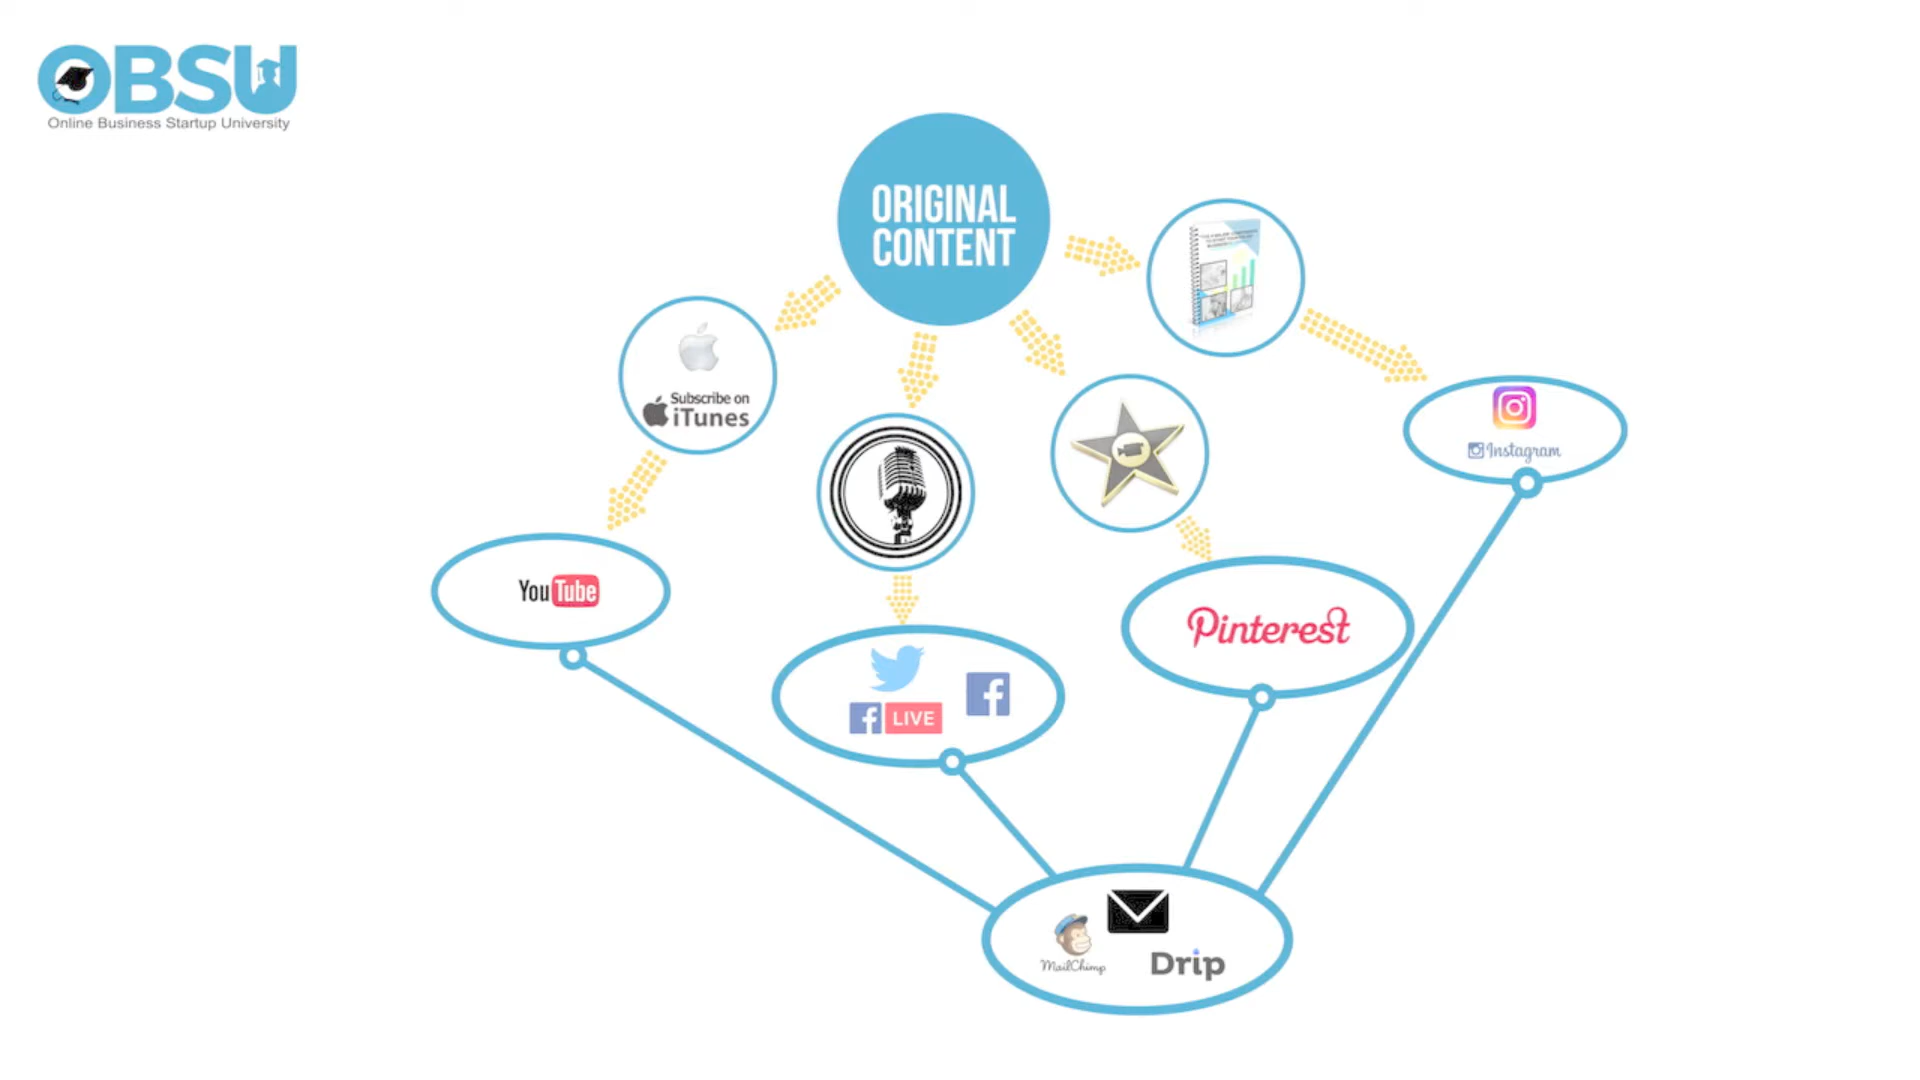 OBSU
Online Business Startup University
ORIGINAL
CONTENT
Subscribe on
iTunes
Instagram
YouTube
Pinterest
LIVE
MailChimp
Drip